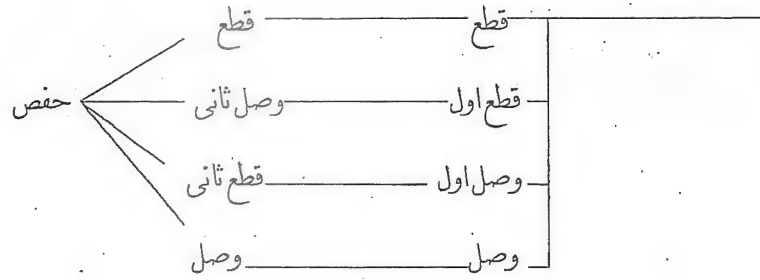 قطع قطع
قطع اول وصل ثانی حفص
وصل اول قطع ثانی
وصل وصل